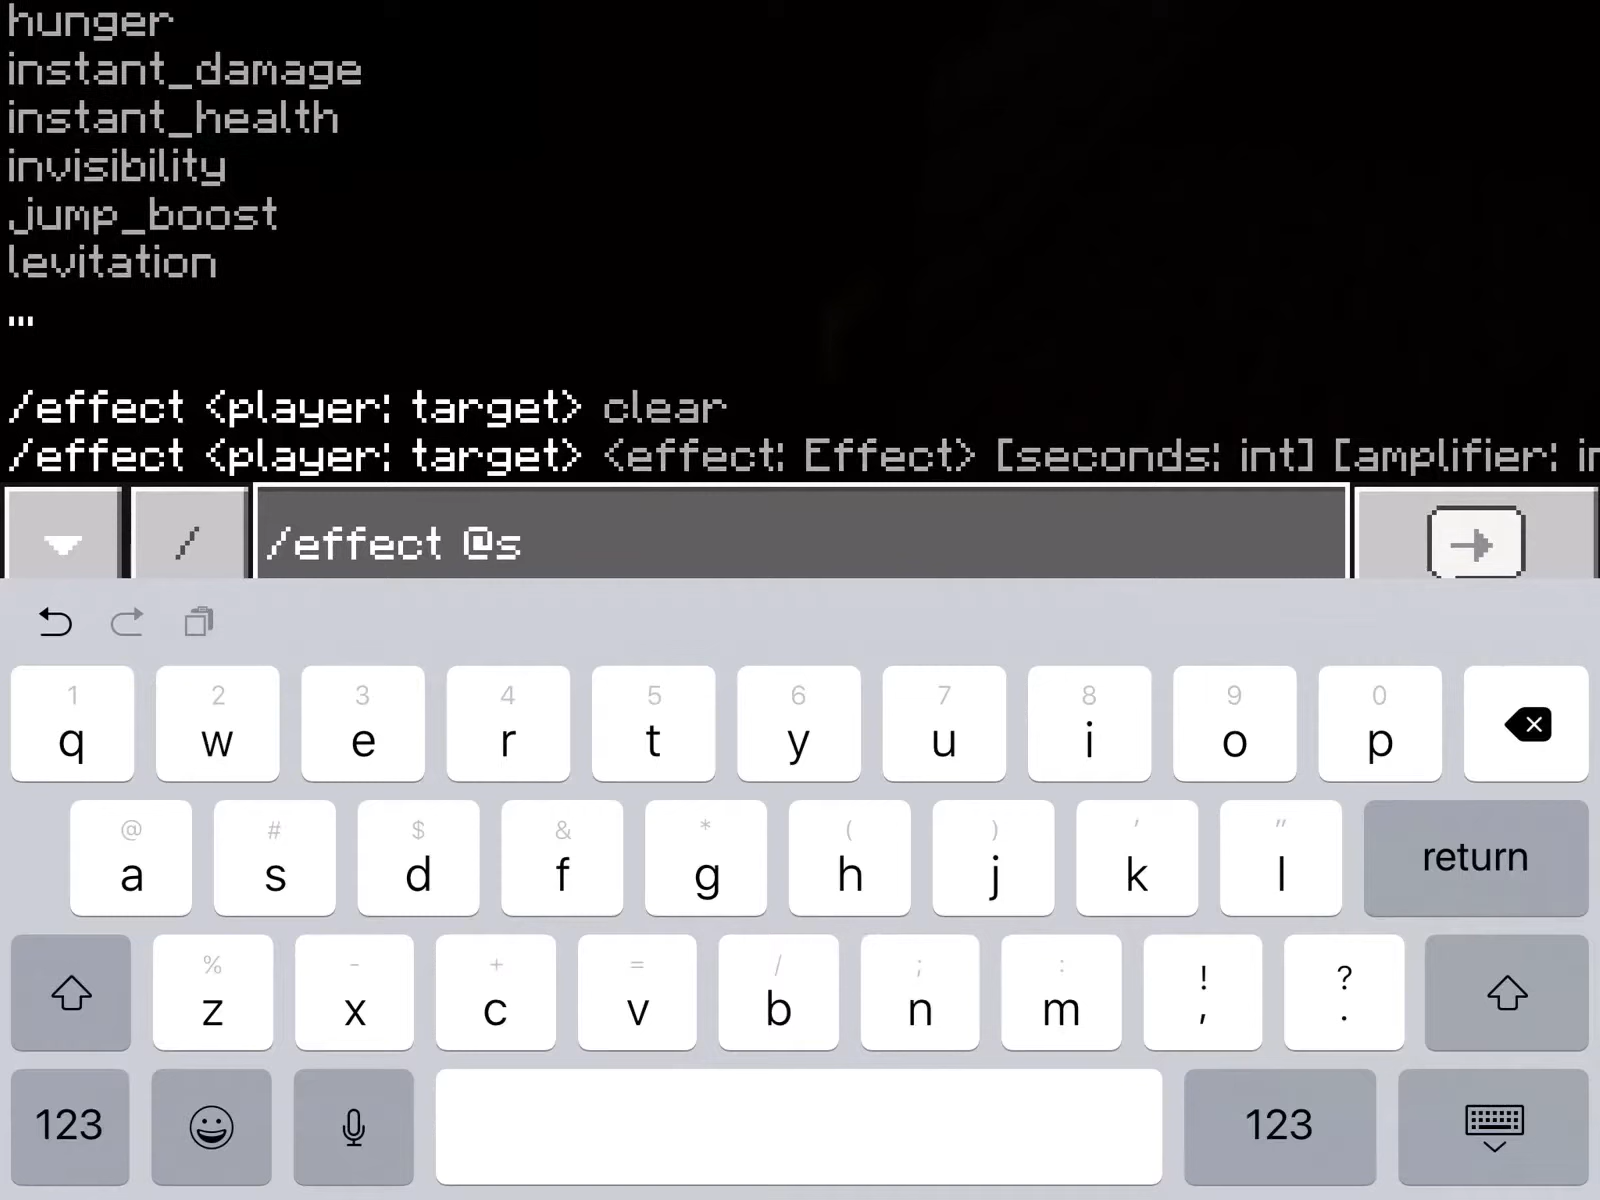 hunger
instant_damage
instant_health
invisibility
jump_boost
levitation
...
/effect <player: target> clear
/effect <player: target> <effect: Effect> [seconds: int] [amplifier: in
/ /effect @s
1 2 3 4 5 6 7 8 9 0
q w e r t y u i o p
@ # $ & * ( ) ' "
a s d f g h j k l return
% - + = / ; : ! ?
z x c v b n m , .
123 123